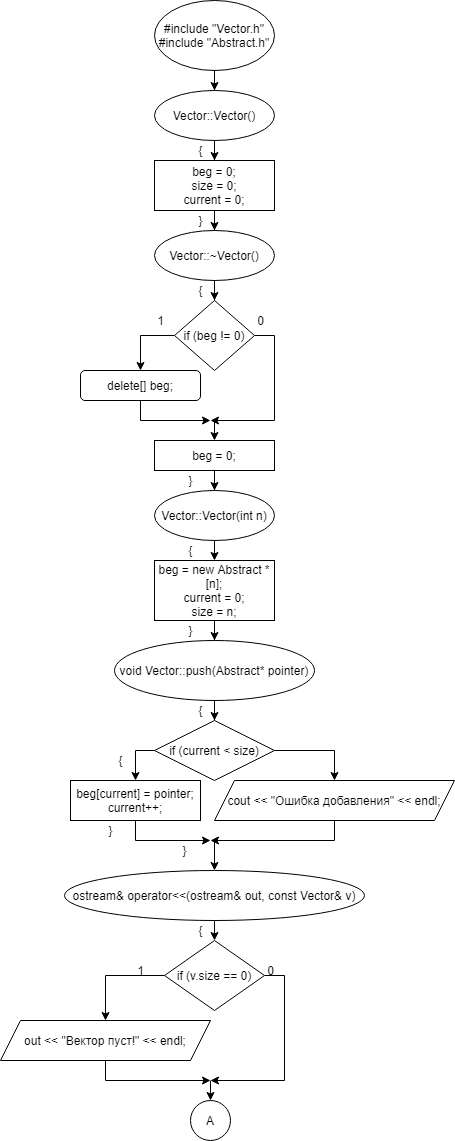 #include "Vector.h"
#include "Abstract.h"
Vector::Vector()
{
beg = 0;
size = 0;
current = 0;
}
Vector::~Vector()
{
1
0
if (beg != 0)
delete[] beg;
beg = 0;
}
Vector::Vector(int n)
{
beg = new Abstract *
[n];
current = 0;
size = n;
}
void Vector::push(Abstract* pointer)
{
if (current < size)
{
beg[current] = pointer;
current++;
cout << "Ошибка добавления" << endl;
}
}
ostream& operator<<(ostream& out, const Vector& v)
{
1
0
if (v.size == 0)
out << "Вектор пуст!" << endl;
A